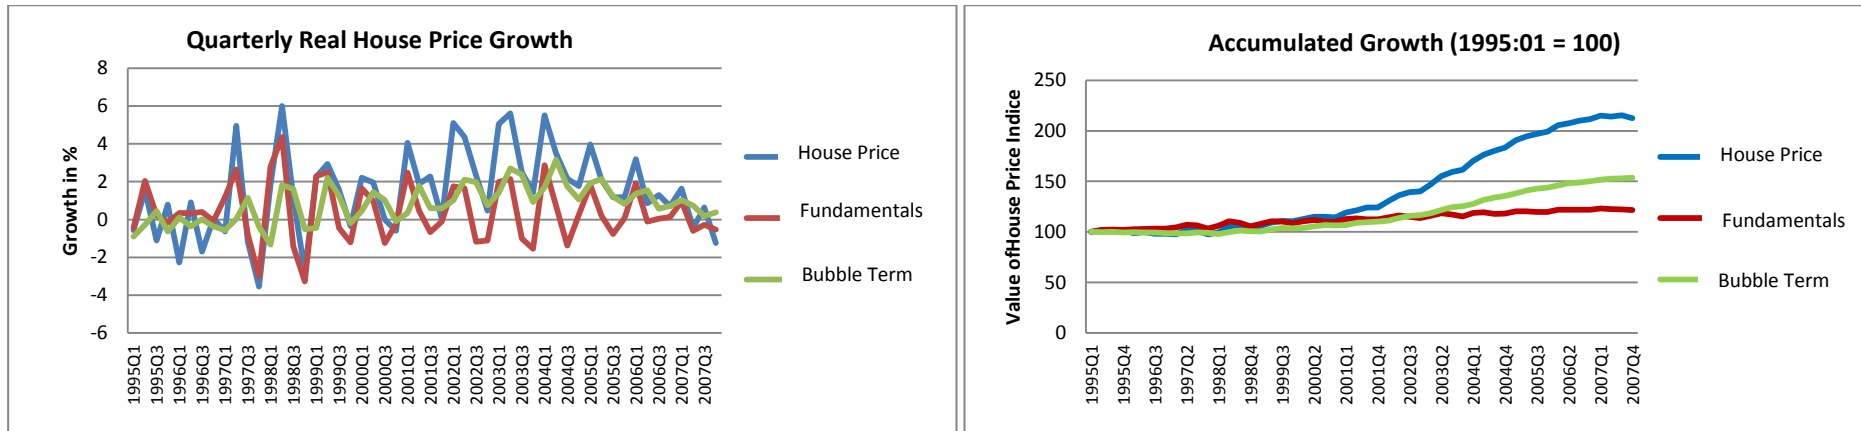 Quarterly Real House Price Growth
8
6
4
2
0
-2
-4
-6
Growth in %
1995Q1
1995Q3
1996Q1
1996Q3
1997Q1
1997Q3
1998Q1
1998Q3
1999Q1
1999Q3
2000Q1
2000Q3
2001Q1
2001Q3
2002Q1
2002Q3
2003Q1
2003Q3
2004Q1
2004Q3
2005Q1
2005Q3
2006Q1
2006Q3
2007Q1
2007Q3
House Price
Fundamentals
Bubble Term
Accumulated Growth (1995:01 = 100)
250
200
150
100
50
0
Value ofHouse Price Indice
1995Q1
1995Q4
1996Q3
1997Q2
1998Q1
1998Q4
1999Q3
2000Q2
2001Q1
2001Q4
2002Q3
2003Q2
2004Q1
2004Q4
2005Q3
2006Q2
2007Q1
2007Q4
House Price
Fundamentals
Bubble Term